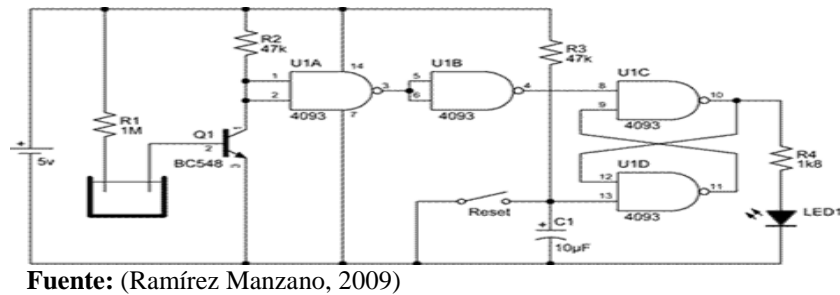 R2
47k
R3
47k
U1A
14
U1B
U1C
1
2
3
5
6
4
8
9
10
4093
4093
4093
7
R1
1M
Q1
1
2
3
BC548
5v
U1D
12
13
11
4093
R4
1k8
Reset
C1
10µF
LED1
Fuente: (Ramírez Manzano, 2009)